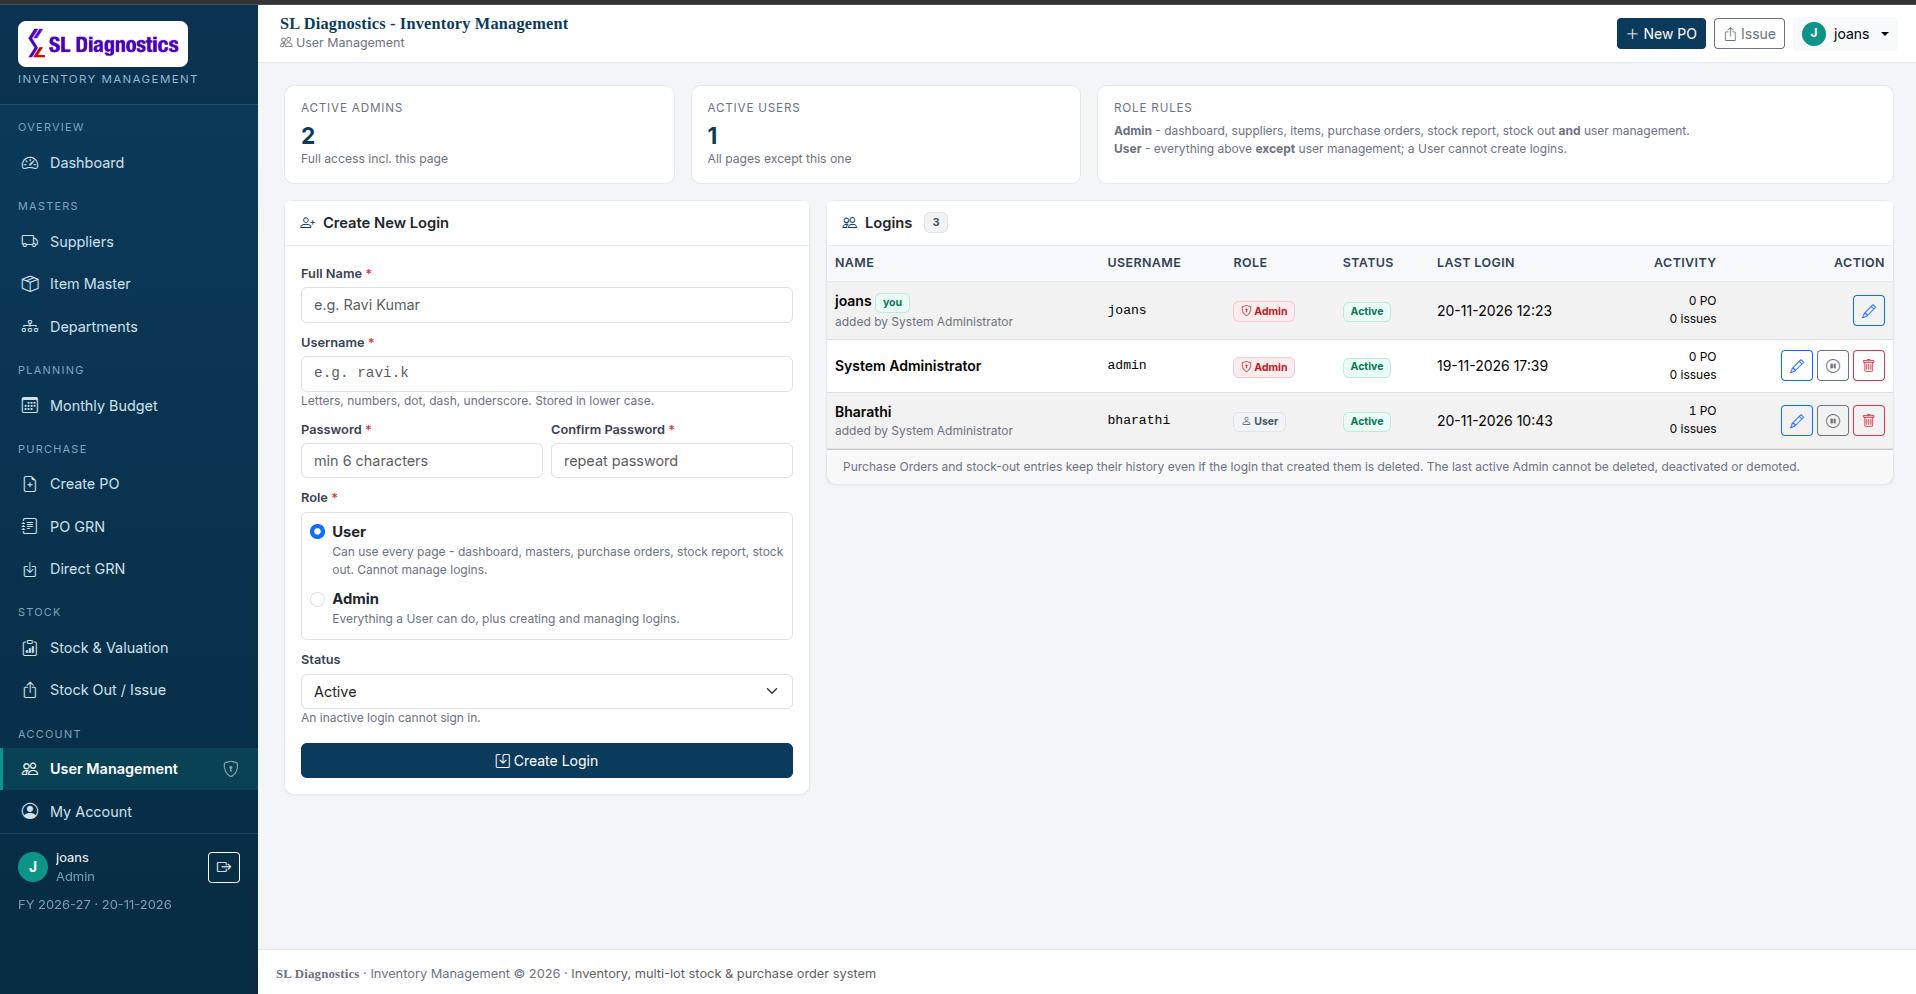 SL Diagnostics
INVENTORY MANAGEMENT
OVERVIEW
Dashboard
MASTERS
Suppliers
Item Master
Departments
PLANNING
Monthly Budget
PURCHASE
Create PO
PO GRN
Direct GRN
STOCK
Stock & Valuation
Stock Out / Issue
ACCOUNT
User Management
My Account
J
joans
Admin
FY 2026-27 · 20-11-2026
SL Diagnostics - Inventory Management
User Management
New PO
Issue
J joans
ACTIVE ADMINS
2
Full access incl. this page
ACTIVE USERS
1
All pages except this one
ROLE RULES
Admin - dashboard, suppliers, items, purchase orders, stock report, stock out and user management.
User - everything above except user management; a User cannot create logins.
Create New Login
Full Name *
e.g. Ravi Kumar
Username *
e.g. ravi.k
Letters, numbers, dot, dash, underscore. Stored in lower case.
Password * Confirm Password *
min 6 characters repeat password
Role *
User
Can use every page - dashboard, masters, purchase orders, stock report, stock
out. Cannot manage logins.
Admin
Everything a User can do, plus creating and managing logins.
Status
Active
An inactive login cannot sign in.
Create Login
Logins 3
NAME USERNAME ROLE STATUS LAST LOGIN ACTIVITY ACTION
joans you joans Admin Active 20-11-2026 12:23 0 PO
added by System Administrator 0 issues
System Administrator admin Admin Active 19-11-2026 17:39 0 PO
0 issues
Bharathi bharathi User Active 20-11-2026 10:43 1 PO
added by System Administrator 0 issues
Purchase Orders and stock-out entries keep their history even if the login that created them is deleted. The last active Admin cannot be deleted, deactivated or demoted.
SL Diagnostics · Inventory Management © 2026 · Inventory, multi-lot stock & purchase order system